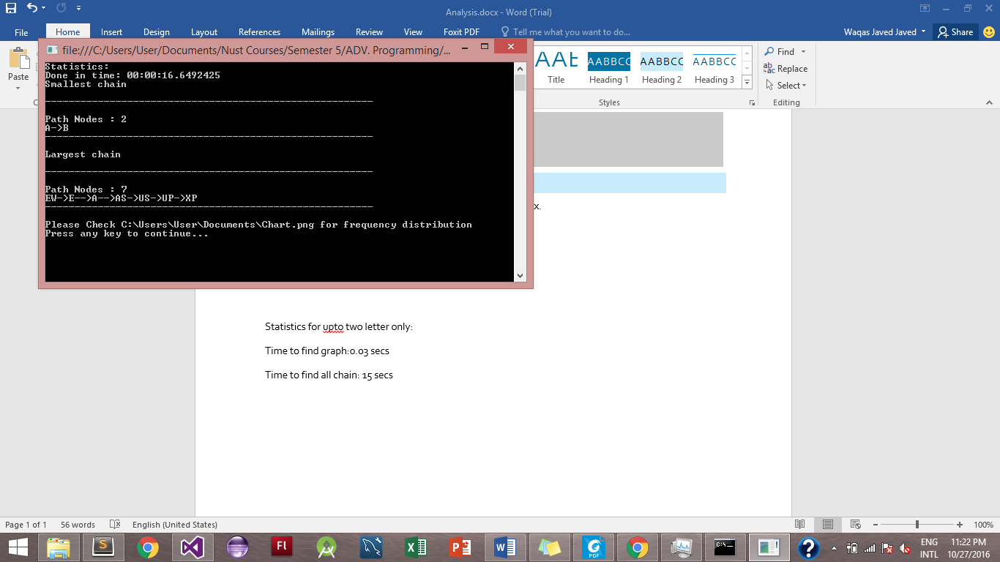 Analysis.docx - Word (Trial)
File Home Insert Design Layout References Mailings Review View Foxit PDF Tell me what you want to do... Waqas Javed Javed Share
file:///C:/Users/User/Documents/Nust Courses/Semester 5/ADV. Programming/...
Paste
AAB AABBCC AABBCC AABBCC
Title Heading 1 Heading 2 Heading 3
Styles
Find
Replace
Select
Editing
Statistics:
Done in time: 00:00:16.6492425
Smallest chain
--------------------------------------------------------
Path Nodes : 2
A->B
--------------------------------------------------------
Largest chain
--------------------------------------------------------
Path Nodes : 7
EW->E-->A-->AS->US->UP->XP
--------------------------------------------------------
Please Check C:\Users\User\Documents\Chart.png for frequency distribution
Press any key to continue...
x.
Statistics for upto two letter only:
Time to find graph:0.03 secs
Time to find all chain: 15 secs
Page 1 of 1 56 words English (United States) 100%
ENG 11:22 PM
INTL 10/27/2016